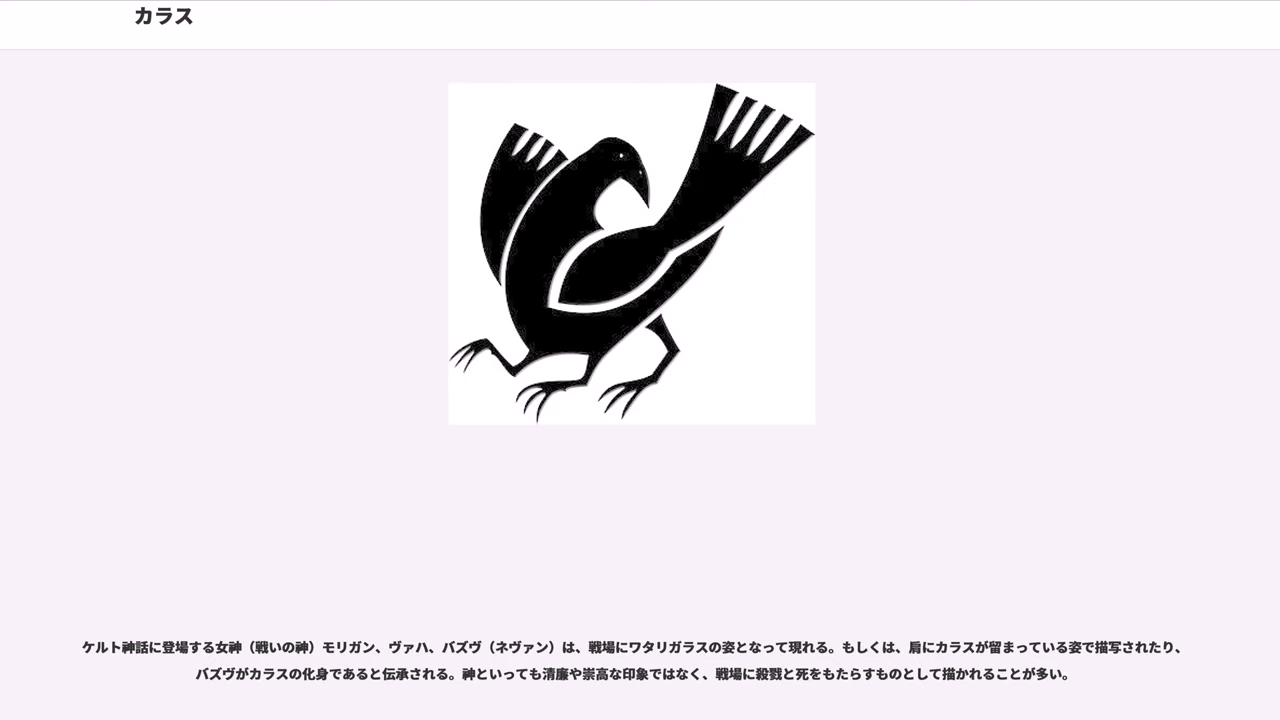 カラス
ケルト神話に登場する女神（戦いの神）モリガン、ヴァハ、バズヴ（ネヴァン）は、戦場にワタリガラスの姿となって現れる。もしくは、肩にカラスが留まっている姿で描写されたり、
バズヴがカラスの化身であると伝承される。神といっても清廉や崇高な印象ではなく、戦場に殺戮と死をもたらすものとして描かれることが多い。